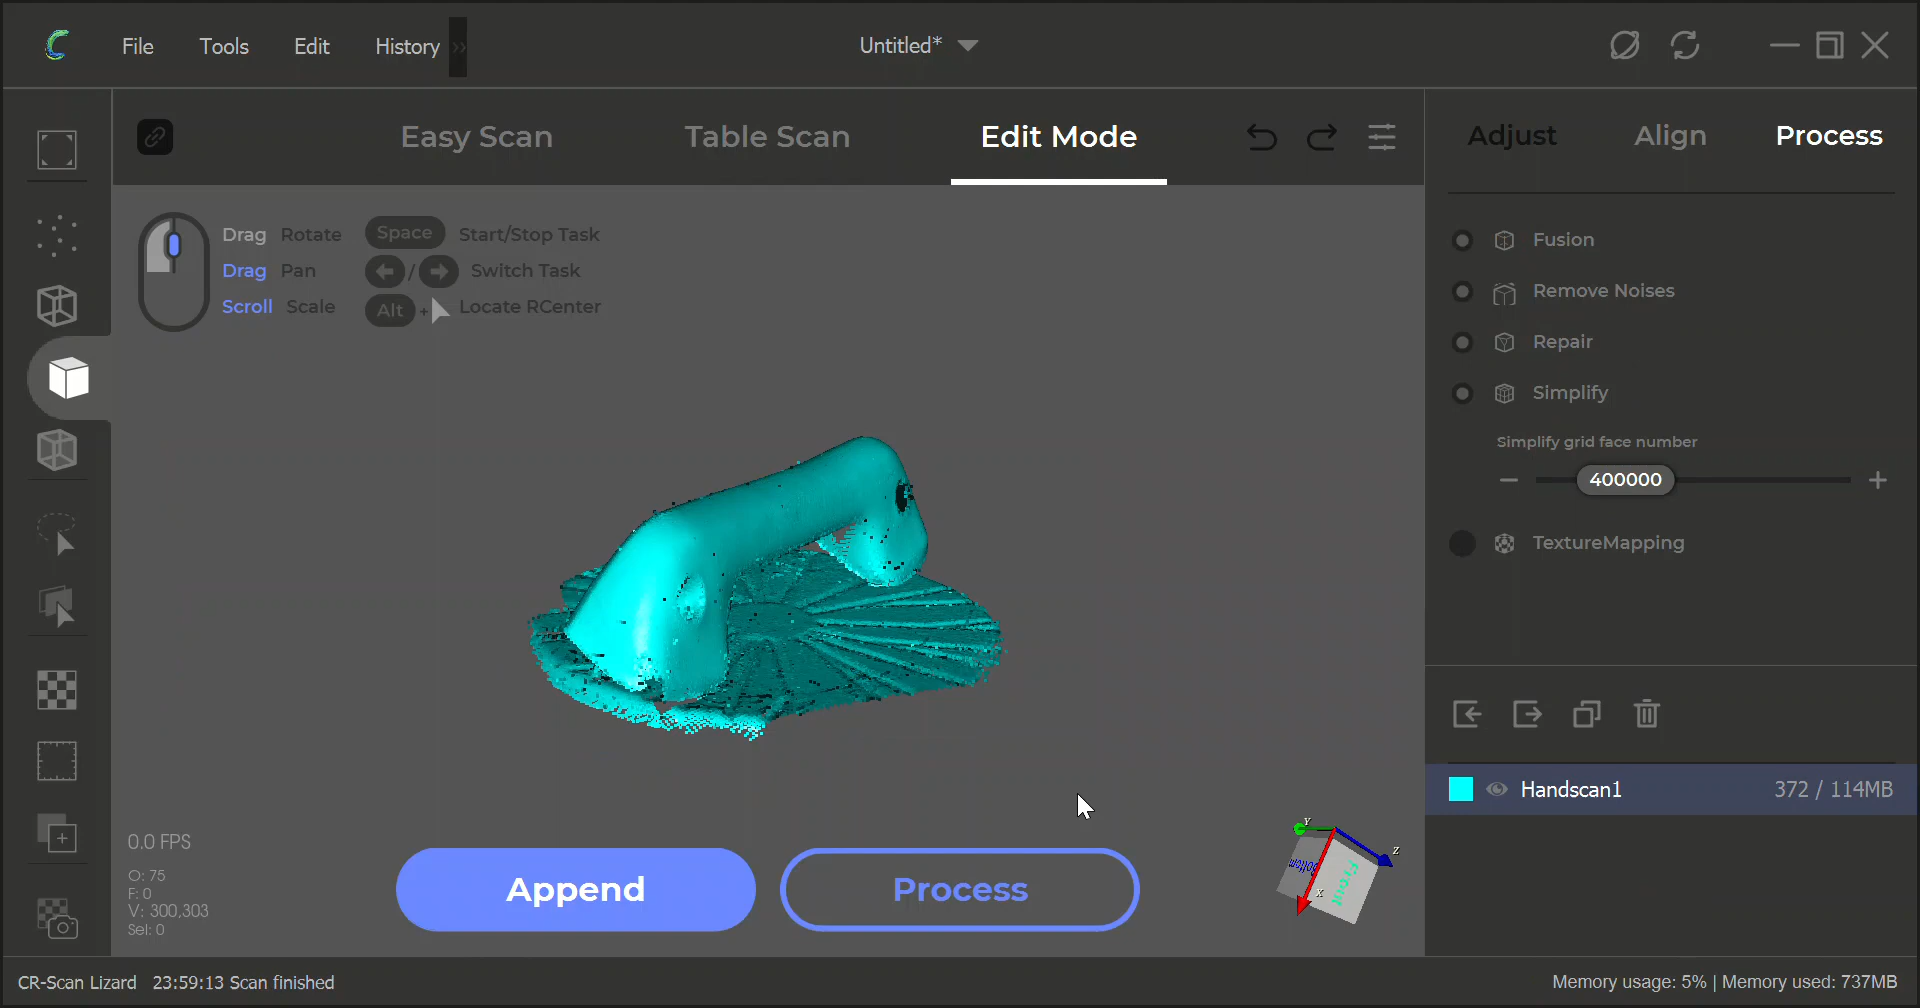 File Tools Edit History »
Untitled*
Easy Scan Table Scan Edit Mode
Adjust Align Process
Drag Rotate Space Start/Stop Task
Drag Pan / Switch Task
Scroll Scale Alt + Locate RCenter
Fusion
Remove Noises
Repair
Simplify
Simplify grid face number
400000
TextureMapping
Handscan1 372 / 114MB
0.0 FPS
O: 75
F: 0
V: 300,303
Sel: 0
Append Process
Y
Z
X
Bottom
Front
CR-Scan Lizard 23:59:13 Scan finished
Memory usage: 5% | Memory used: 737MB